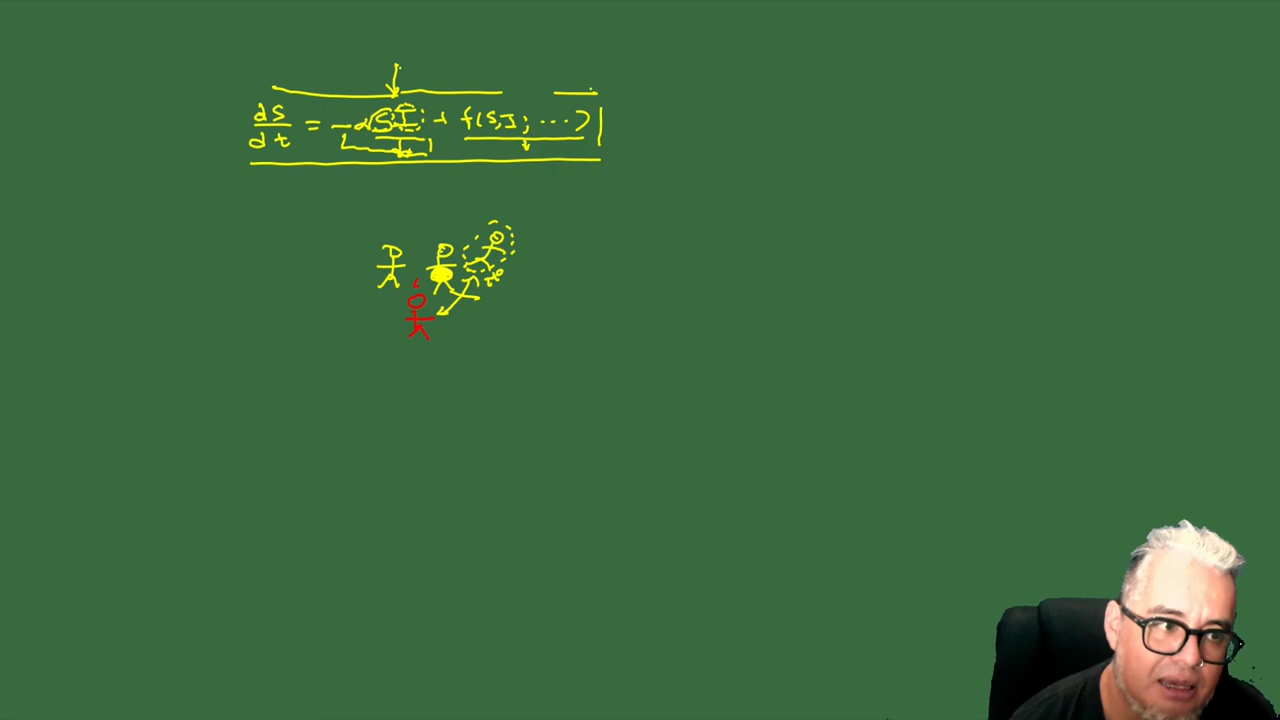 dS/dt = -αSI + f(S,I; ...)